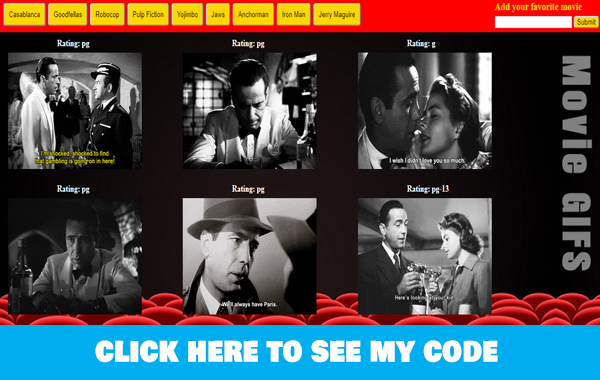 Casablanca Goodfellas Robocop Pulp Fiction Yojimbo Jaws Anchorman Iron Man Jerry Maguire
Add your favorite movie
Submit
Rating: pg Rating: pg Rating: g
I'm shocked, shocked to find
that gambling is going on in here!
I wish I didn't love you so much.
Rating: pg Rating: pg Rating: pg-13
We'll always have Paris.
Here's looking at you, kid.
Movie GIFS
CLICK HERE TO SEE MY CODE